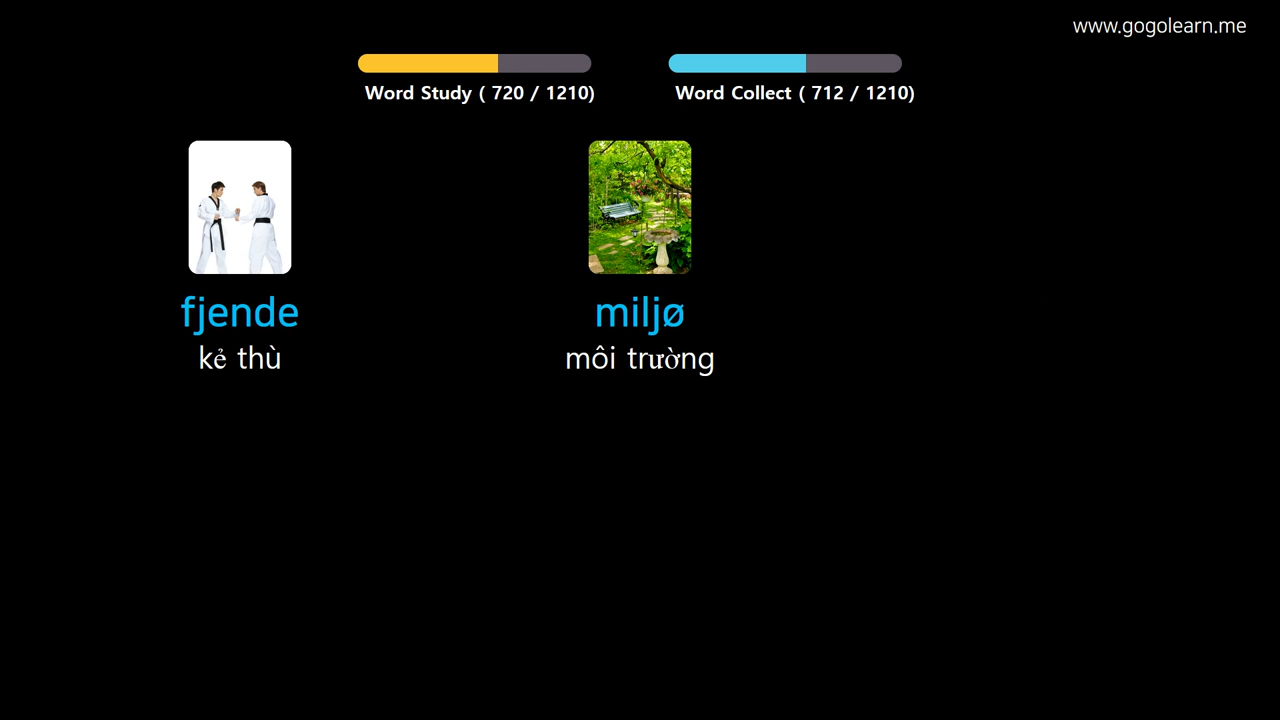 www.gogolearn.me
Word Study ( 720 / 1210)
Word Collect ( 712 / 1210)
fjende
miljø
kẻ thù
môi trường